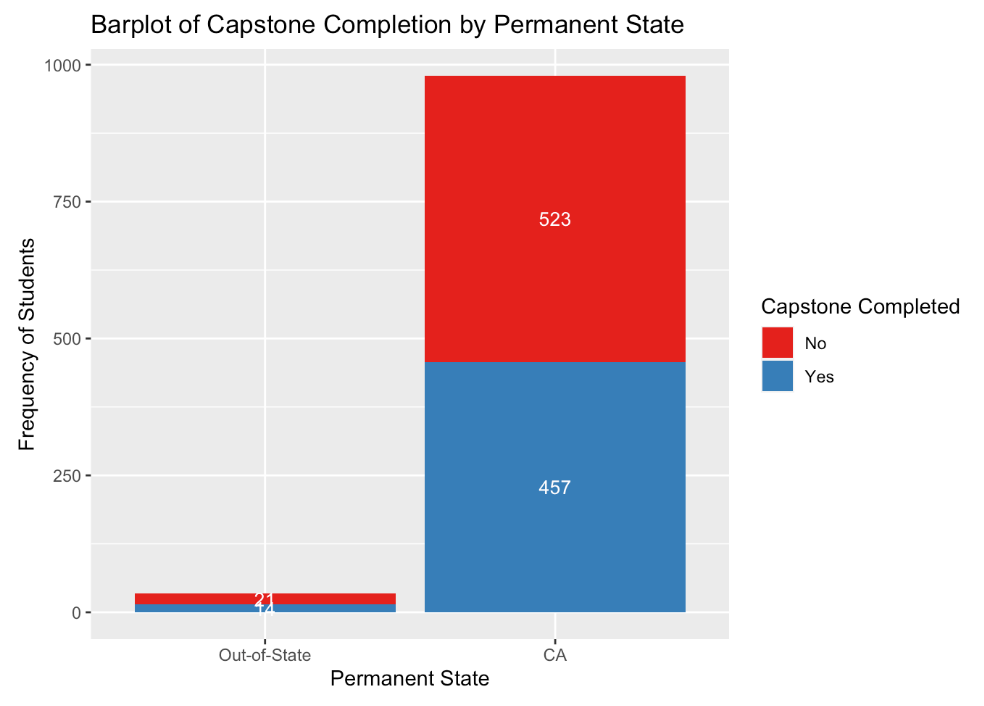 Barplot of Capstone Completion by Permanent State
1000
750
500
250
0
Frequency of Students
523
457
21
14
Out-of-State
CA
Permanent State
Capstone Completed
No
Yes